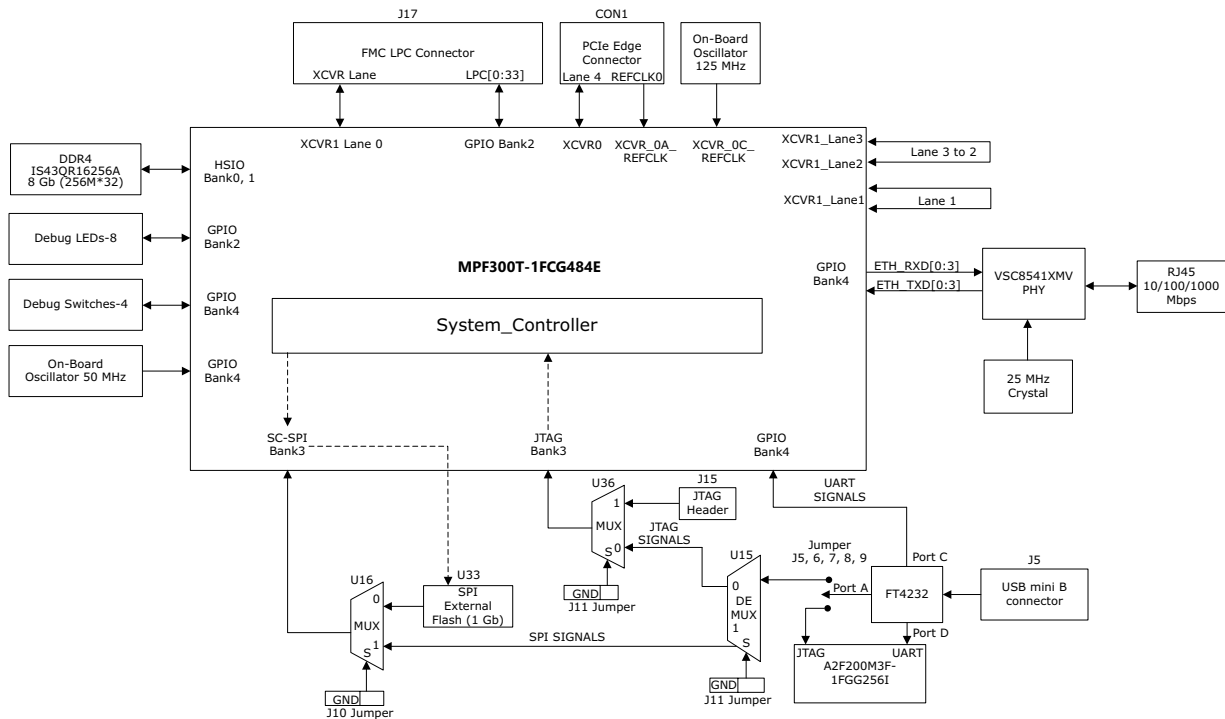 J17
CON1
FMC LPC Connector
XCVR Lane
LPC[0:33]
PCIe Edge
Connector
Lane 4
REFCLK0
On-Board
Oscillator
125 MHz
XCVR1 Lane 0
GPIO Bank2
XCVR0
XCVR_0A_
REFCLK
XCVR_0C_
REFCLK
XCVR1_Lane3
XCVR1_Lane2
Lane 3 to 2
XCVR1_Lane1
Lane 1
DDR4
IS43QR16256A
8 Gb (256M*32)
HSIO
Bank0, 1
Debug LEDs-8
GPIO
Bank2
Debug Switches-4
GPIO
Bank4
On-Board
Oscillator 50 MHz
GPIO
Bank4
MPF300T-1FCG484E
System_Controller
GPIO
Bank4
ETH_RXD[0:3]
ETH_TXD[0:3]
VSC8541XMV
PHY
RJ45
10/100/1000
Mbps
25 MHz
Crystal
SC-SPI
Bank3
JTAG
Bank3
GPIO
Bank4
U36
1
MUX
S
0
J15
JTAG
Header
JTAG
SIGNALS
UART
SIGNALS
GND
J11 Jumper
U15
0
DE
MUX
1
S
Jumper
J5, 6, 7, 8, 9
Port C
Port A
FT4232
Port D
J5
USB mini B
connector
U16
0
MUX
1
S
U33
SPI
External
Flash (1 Gb)
SPI SIGNALS
GND
J10 Jumper
GND
J11 Jumper
JTAG
UART
A2F200M3F-
1FGG256I